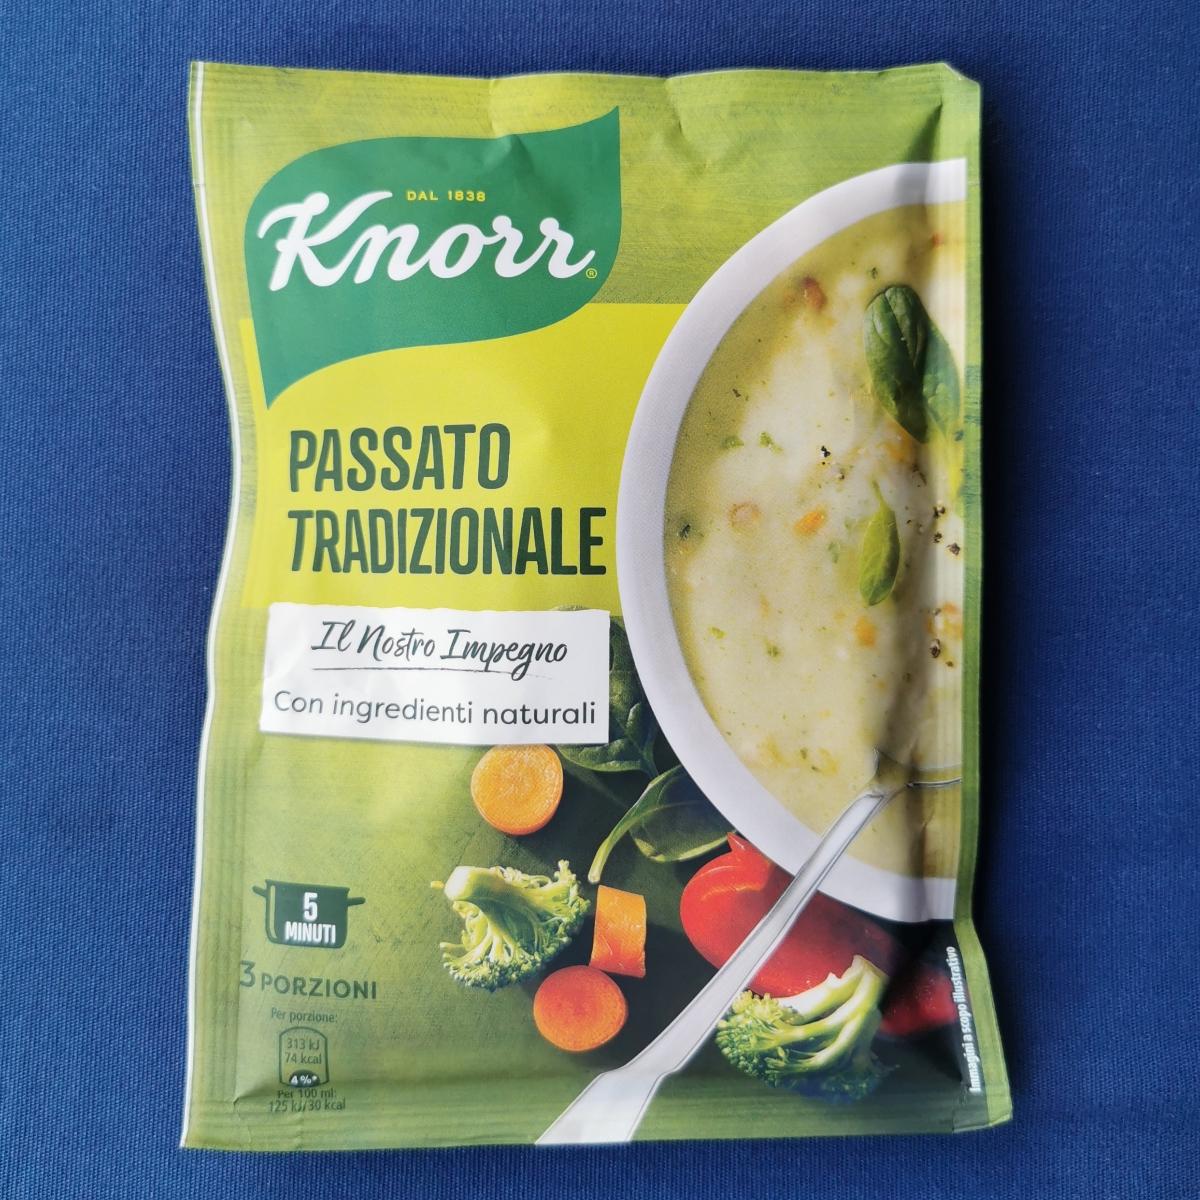 DAL 1838
Knorr®
PASSATO
TRADIZIONALE
Il Nostro Impegno
Con ingredienti naturali
5
MINUTI
3 PORZIONI
Per porzione:
313 kJ
74 kcal
4%*
Per 100 ml:
125 kJ/30 kcal
Immagini a scopo illustrativo